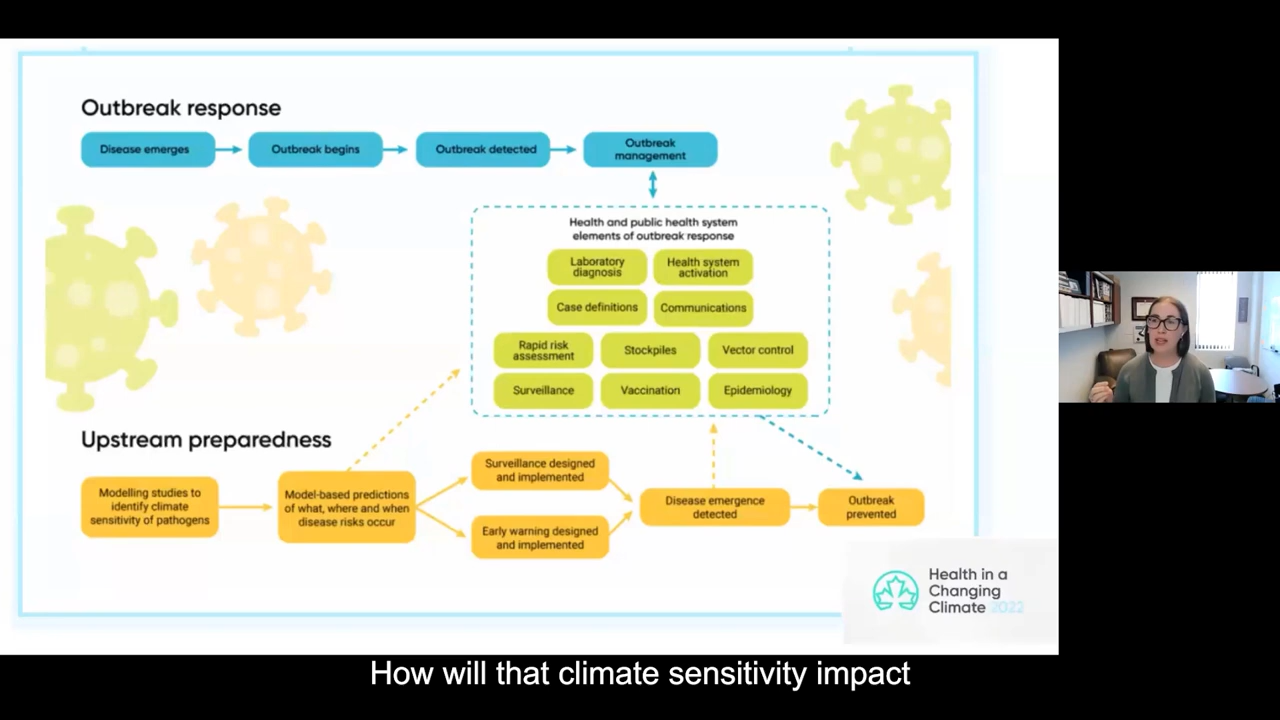 Outbreak response
Disease emerges
Outbreak begins
Outbreak detected
Outbreak
management
Health and public health system
elements of outbreak response
Laboratory
diagnosis
Health system
activation
Case definitions
Communications
Rapid risk
assessment
Stockpiles
Vector control
Surveillance
Vaccination
Epidemiology
Upstream preparedness
Modelling studies to
identify climate
sensitivity of pathogens
Model-based predictions
of what, where and when
disease risks occur
Surveillance designed
and implemented
Early warning designed
and implemented
Disease emergence
detected
Outbreak
prevented
Health in a
Changing
Climate 2022
How will that climate sensitivity impact